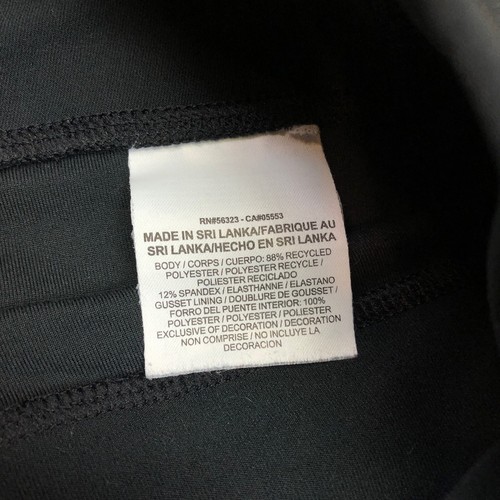 RN#56323 - CA#05553
MADE IN SRI LANKA/FABRIQUE AU
SRI LANKA/HECHO EN SRI LANKA
BODY / CORPS / CUERPO: 88% RECYCLED
POLYESTER / POLYESTER RECYCLE /
POLIESTER RECICLADO
12% SPANDEX / ELASTHANNE / ELASTANO
GUSSET LINING / DOUBLURE DE GOUSSET /
FORRO DEL PUENTE INTERIOR: 100%
POLYESTER / POLYESTER / POLIESTER
EXCLUSIVE OF DECORATION / DECORATION
NON COMPRISE / NO INCLUYE LA
DECORACION